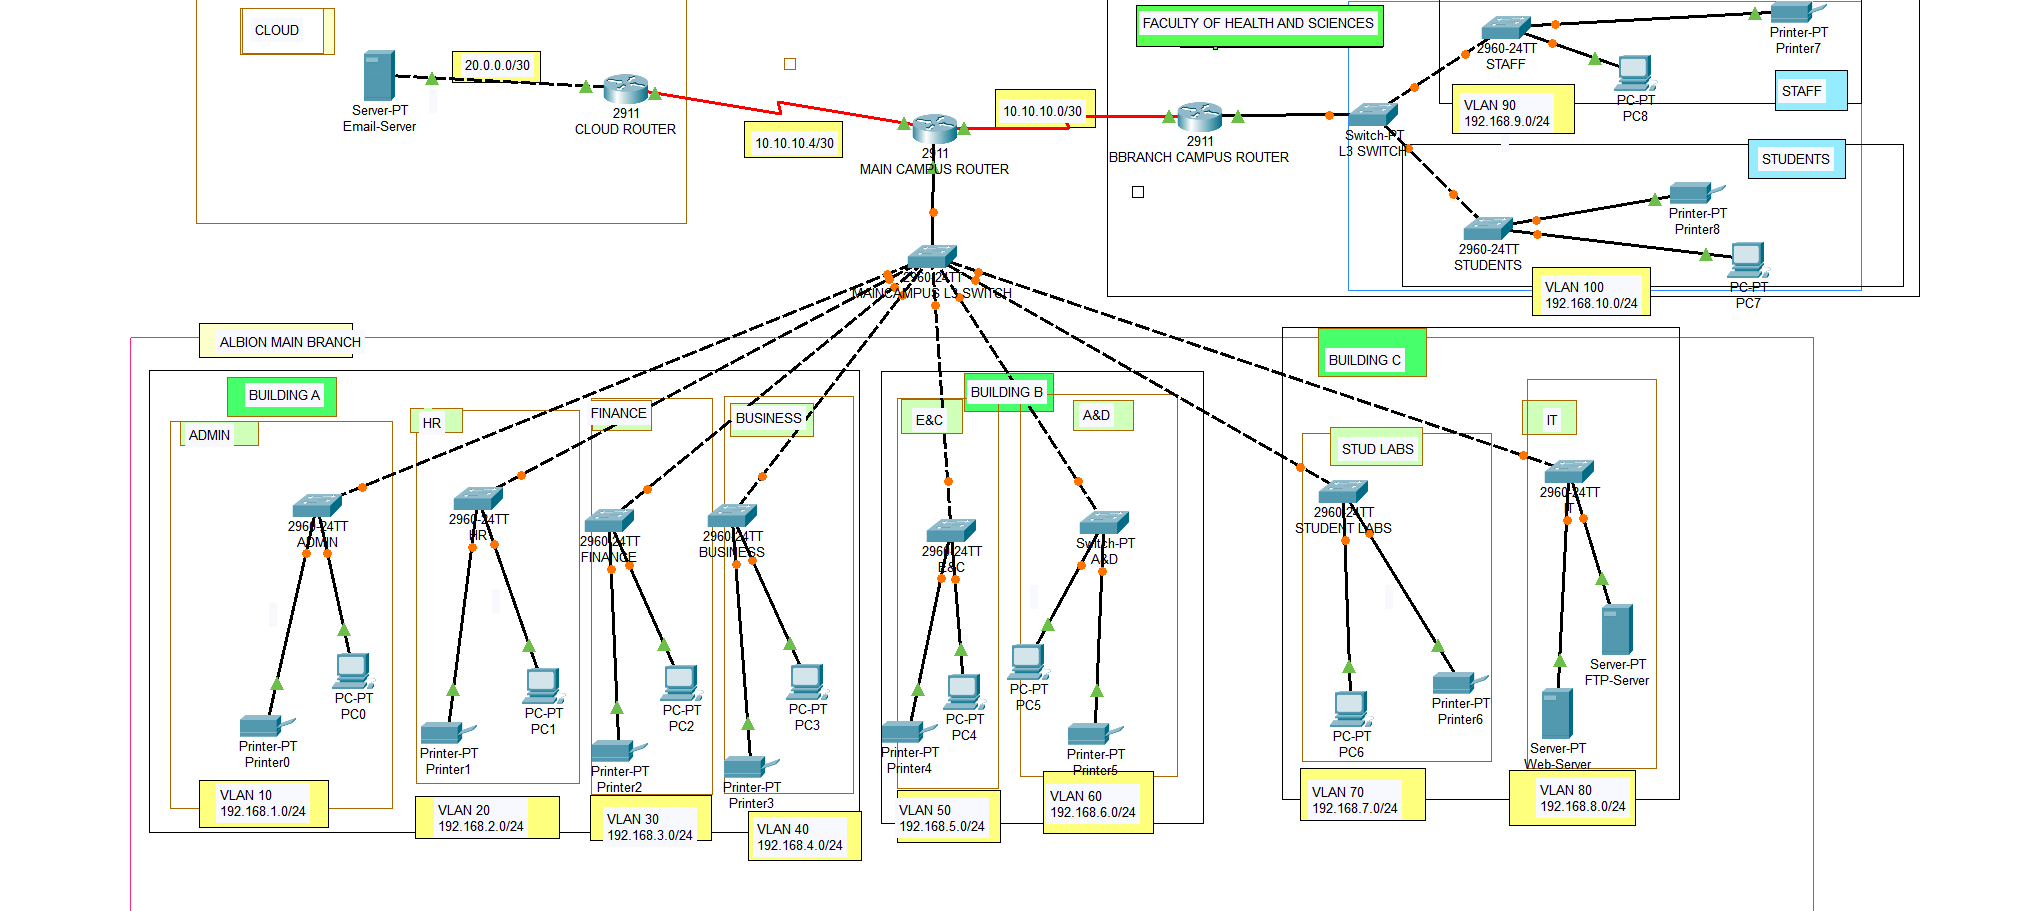 CLOUD
20.0.0.0/30
Server-PT
Email-Server
2911
CLOUD ROUTER
10.10.10.4/30
2911
MAIN CAMPUS ROUTER
10.10.10.0/30
FACULTY OF HEALTH AND SCIENCES
2911
BBRANCH CAMPUS ROUTER
Switch-PT
L3 SWITCH
2960-24TT
STAFF
Printer-PT
Printer7
PC-PT
PC8
STAFF
VLAN 90
192.168.9.0/24
STUDENTS
Printer-PT
Printer8
2960-24TT
STUDENTS
PC-PT
PC7
VLAN 100
192.168.10.0/24
2960-24TT
MAINCAMPUS L3 SWITCH
ALBION MAIN BRANCH
BUILDING A
ADMIN
HR
FINANCE
BUSINESS
BUILDING B
E&C
A&D
BUILDING C
STUD LABS
IT
2960-24TT
ADMIN
2960-24TT
HR
2960-24TT
FINANCE
2960-24TT
BUSINESS
2960-24TT
E&C
Switch-PT
A&D
2960-24TT
STUDENT LABS
2960-24TT
IT
PC-PT
PC0
Printer-PT
Printer0
PC-PT
PC1
Printer-PT
Printer1
PC-PT
PC2
Printer-PT
Printer2
PC-PT
PC3
Printer-PT
Printer3
PC-PT
PC4
Printer-PT
Printer4
PC-PT
PC5
Printer-PT
Printer5
PC-PT
PC6
Printer-PT
Printer6
Server-PT
FTP-Server
Server-PT
Web-Server
VLAN 10
192.168.1.0/24
VLAN 20
192.168.2.0/24
VLAN 30
192.168.3.0/24
VLAN 40
192.168.4.0/24
VLAN 50
192.168.5.0/24
VLAN 60
192.168.6.0/24
VLAN 70
192.168.7.0/24
VLAN 80
192.168.8.0/24